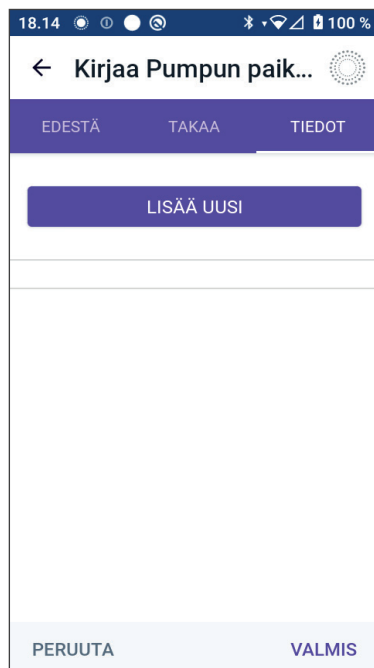 18.14 100 %
Kirjaa Pumpun paik...
EDESTÄ TAKAA TIEDOT
LISÄÄ UUSI
PERUUTA VALMIS